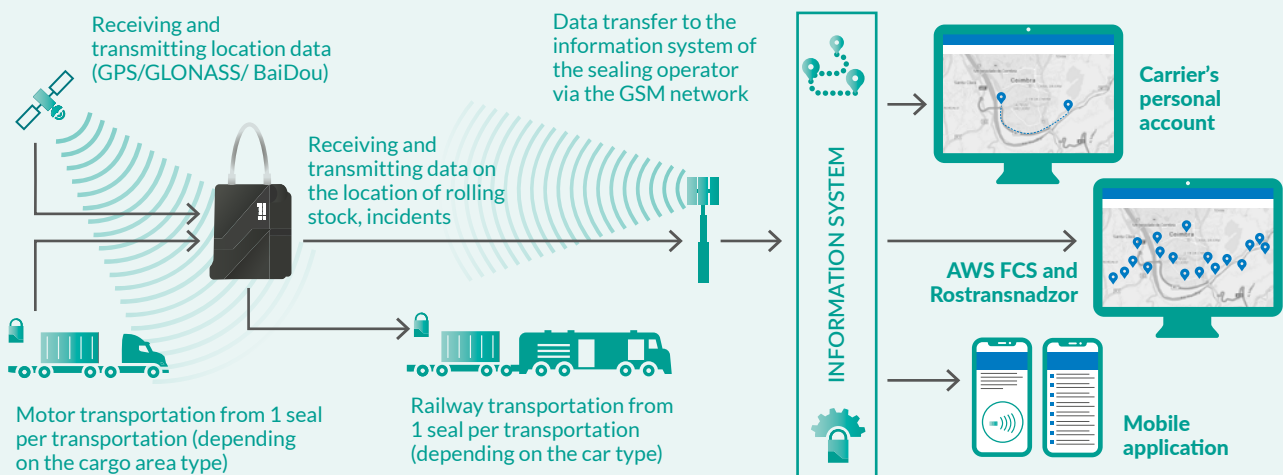 Receiving and
transmitting location data
(GPS/GLONASS/ BaiDou)
Data transfer to the
information system of
the sealing operator
via the GSM network
Receiving and
transmitting data on
the location of rolling
stock, incidents
Motor transportation from 1 seal
per transportation (depending
on the cargo area type)
Railway transportation from
1 seal per transportation
(depending on the car type)
INFORMATION SYSTEM
Carrier's
personal
account
Coimbra
AWS FCS and
Rostransnadzor
Coimbra
Mobile
application